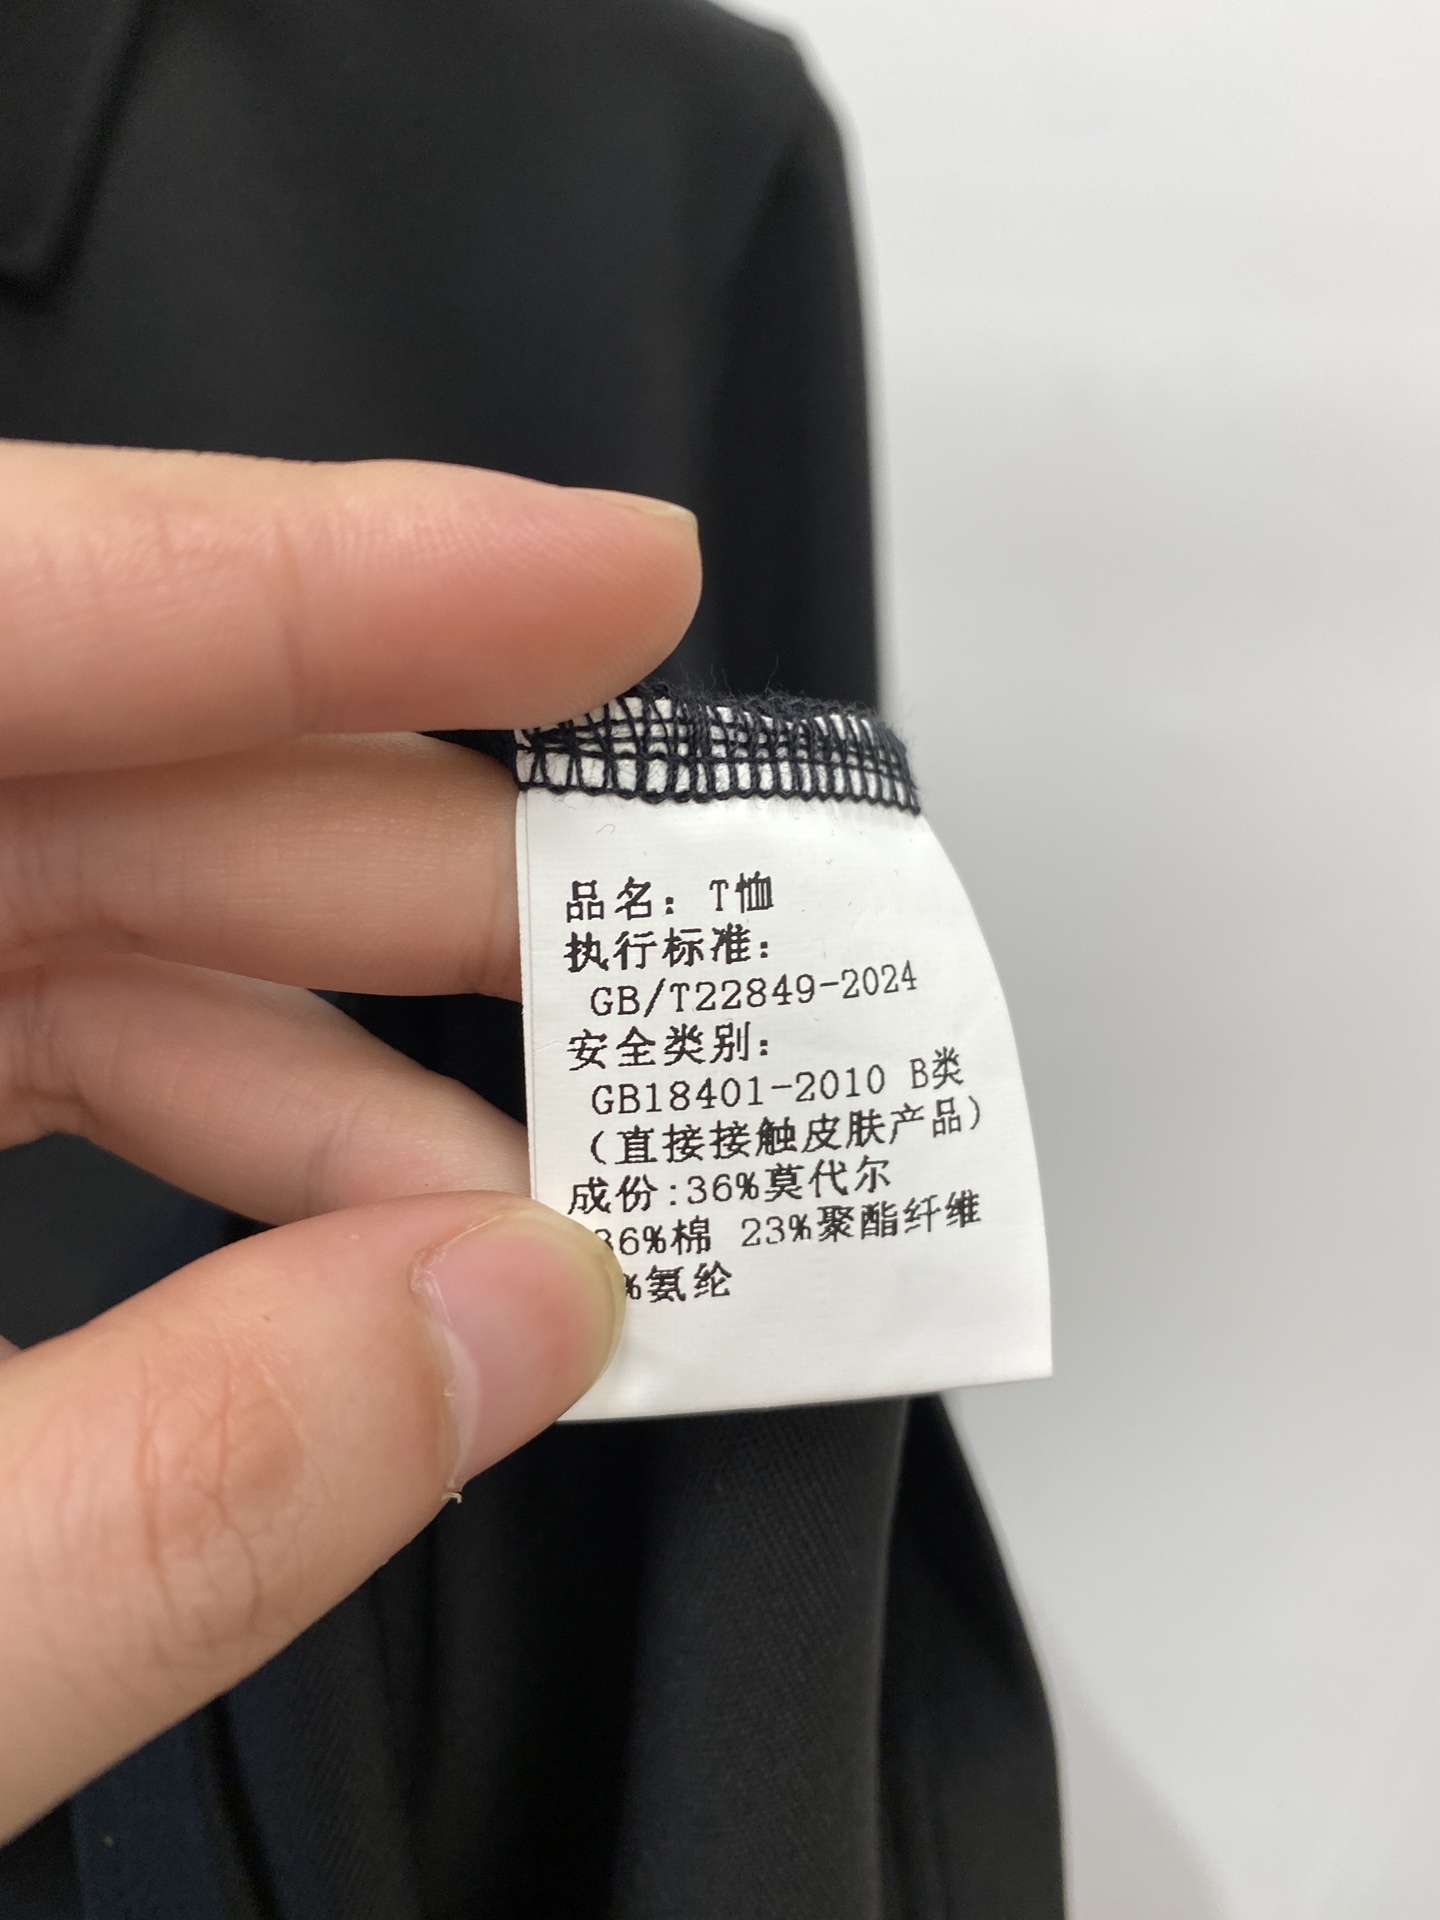 品名：T恤
执行标准：
GB/T22849-2024
安全类别：
GB18401-2010 B类
(直接接触皮肤产品)
成份:36%莫代尔
36%棉 23%聚酯纤维
%氨纶